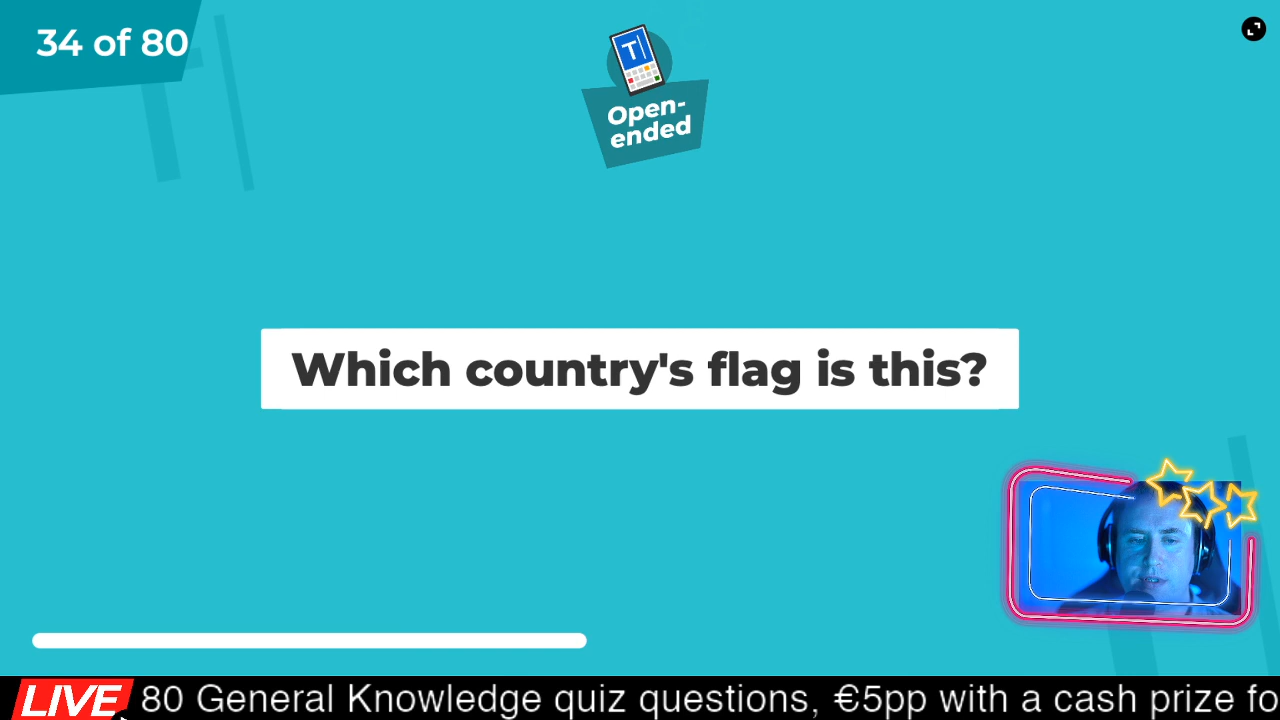 34 of 80
T
Open-
ended
Which country's flag is this?
LIVE 80 General Knowledge quiz questions, €5pp with a cash prize fo